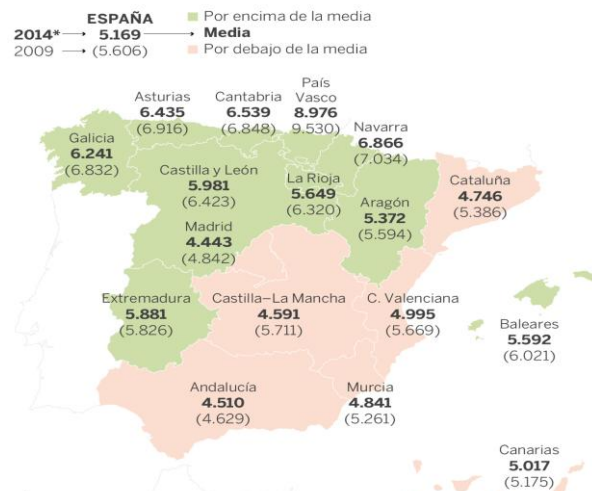 ESPAÑA
Por encima de la media
2014* 5.169 Media
2009 (5.606)
Por debajo de la media
Asturias
6.435
(6.916)
Cantabria
6.539
(6.848)
País
Vasco
8.976
9.530)
Navarra
6.866
(7.034)
Galicia
6.241
(6.832)
Castilla y León
5.981
(6.423)
La Rioja
5.649
(6.320)
Aragón
5.372
(5.594)
Cataluña
4.746
(5.386)
Madrid
4.443
(4.842)
Extremadura
5.881
(5.826)
Castilla–La Mancha
4.591
(5.711)
C. Valenciana
4.995
(5.669)
Baleares
5.592
(6.021)
Andalucía
4.510
(4.629)
Murcia
4.841
(5.261)
Canarias
5.017
(5.175)